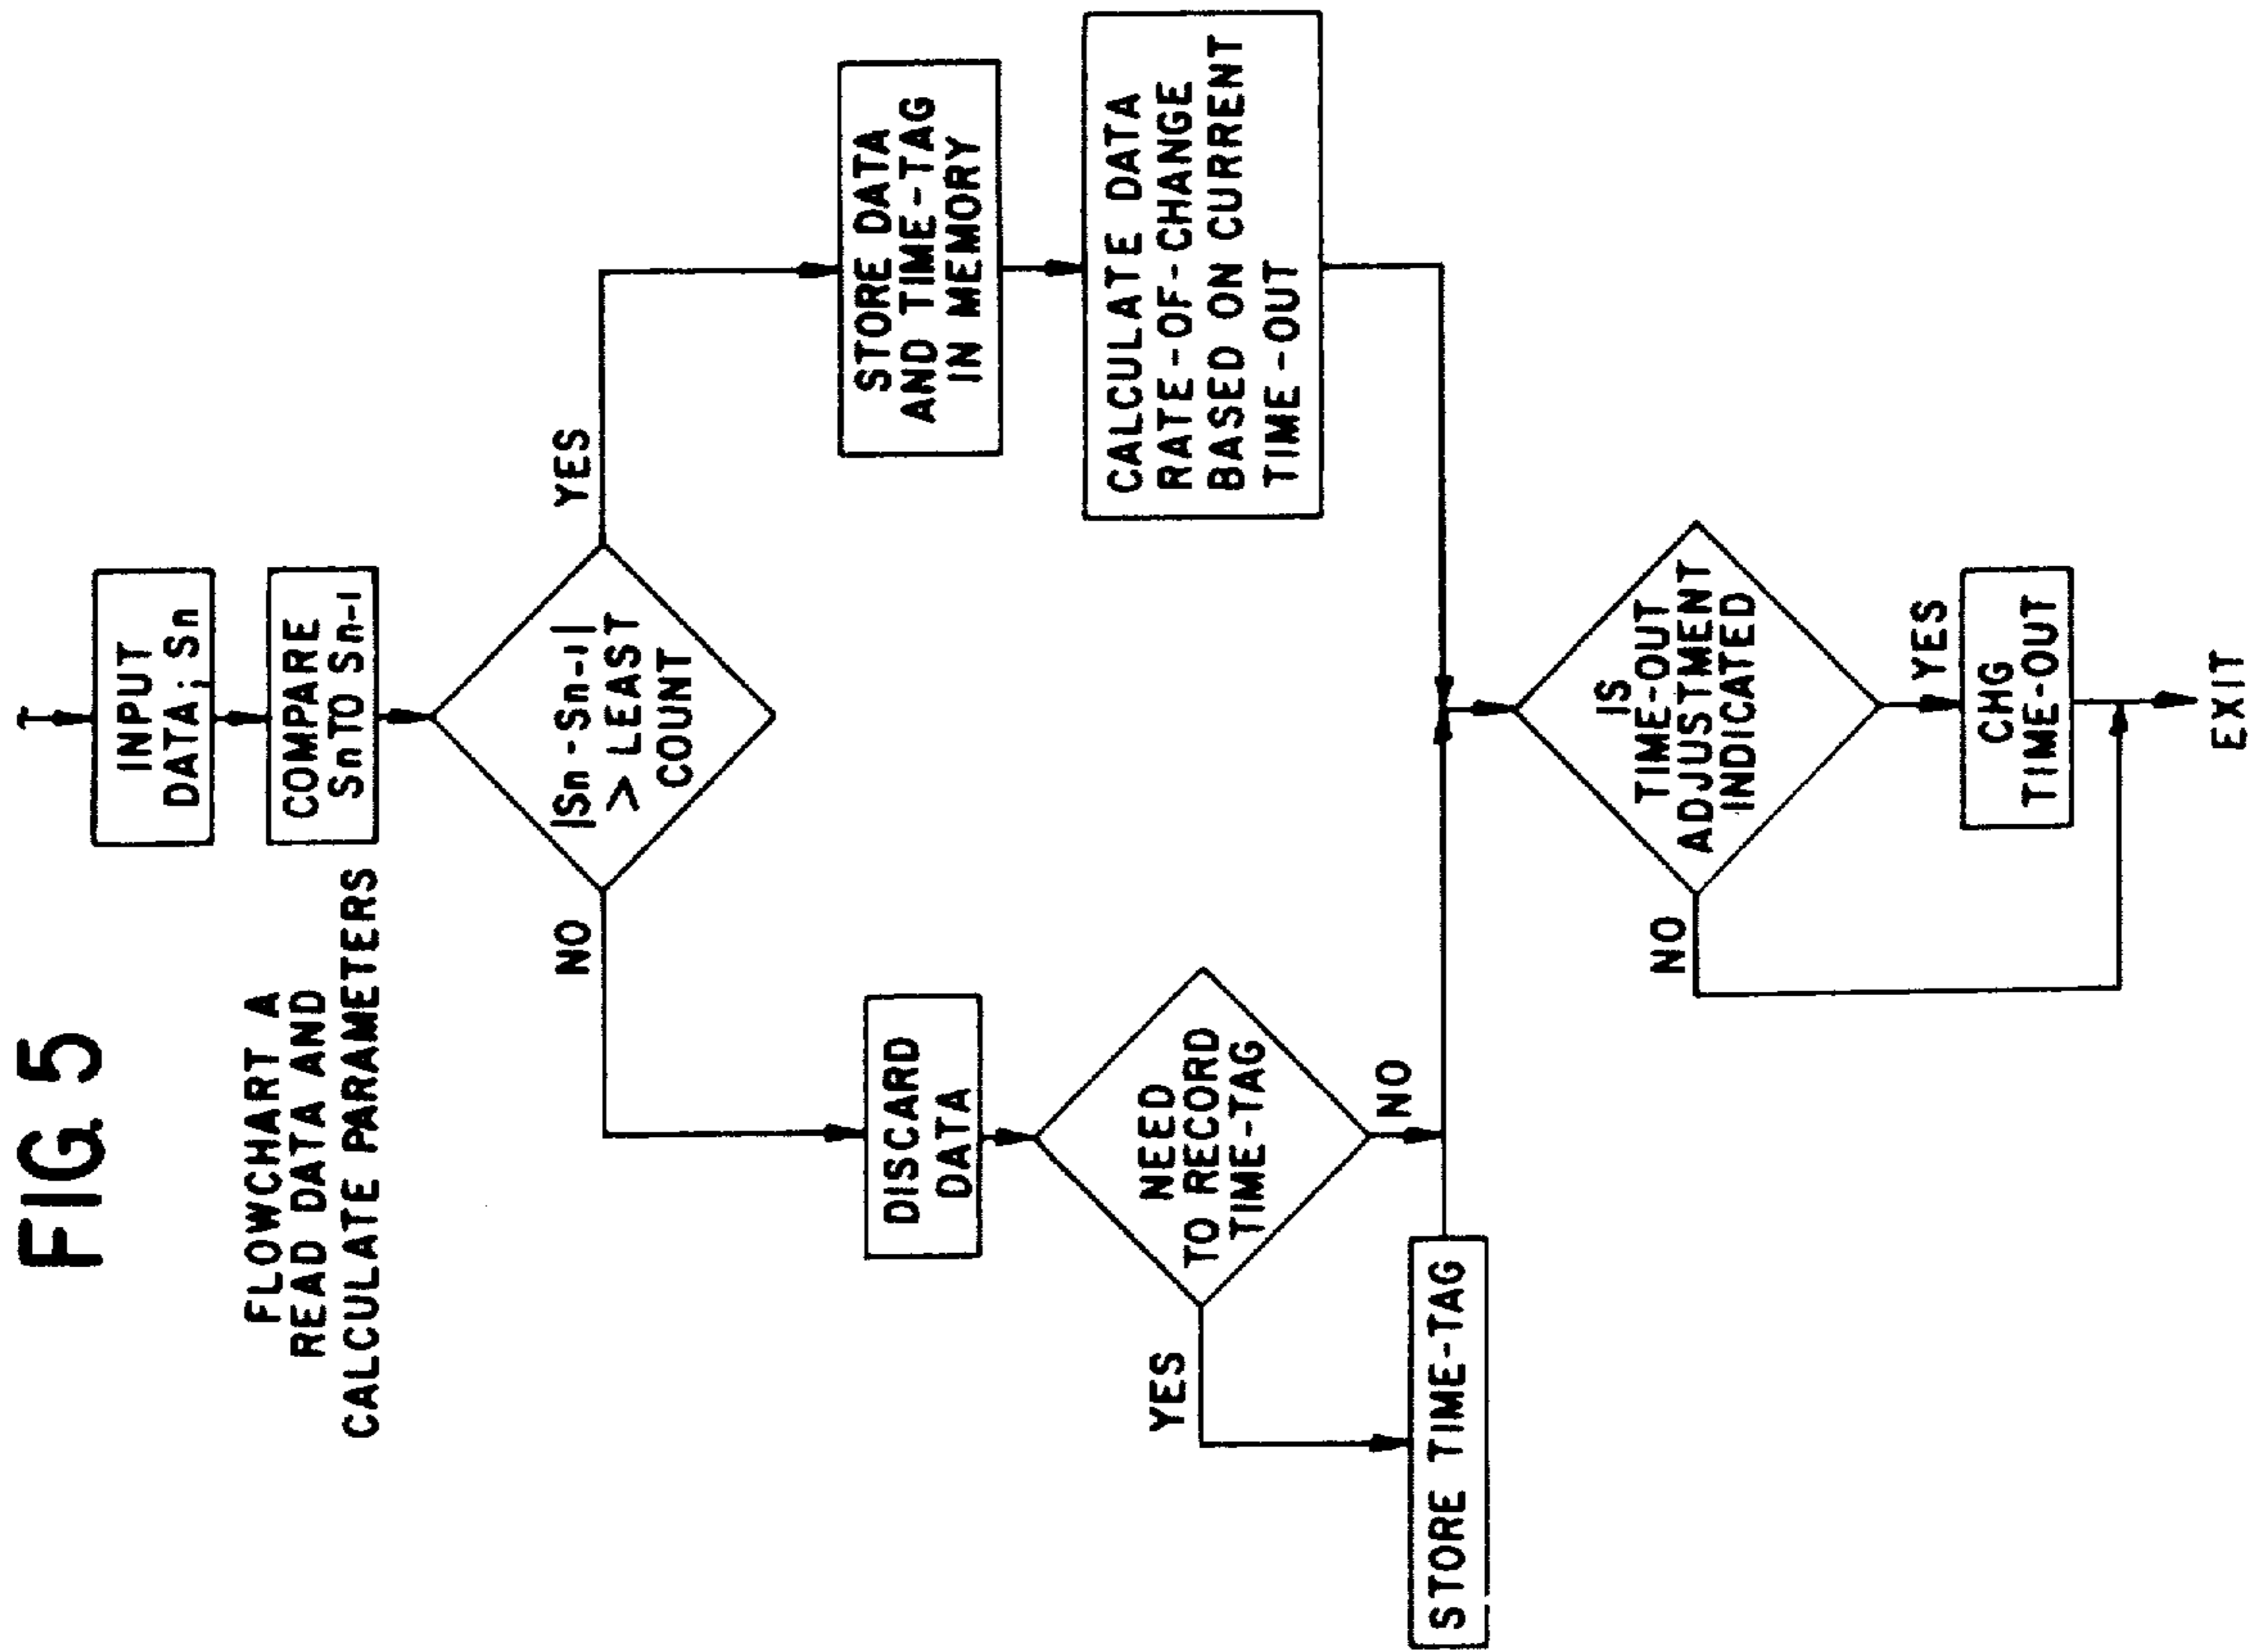 FIG. 5
FLOWCHART A
READ DATA AND
CALCULATE PARAMETERS
INPUT
DATA; Sn
COMPARE
Sn TO Sn-1
|Sn-Sn-1|
> LEAST
COUNT
NO
YES
DISCARD
DATA
STORE DATA
AND TIME-TAG
IN MEMORY
NEED
TO RECORD
TIME-TAG
YES
NO
CALCULATE DATA
RATE-OF-CHANGE
BASED ON CURRENT
TIME-OUT
STORE TIME-TAG
IS
TIME-OUT
ADJUSTMENT
INDICATED
NO
YES
CHG
TIME-OUT
EXIT